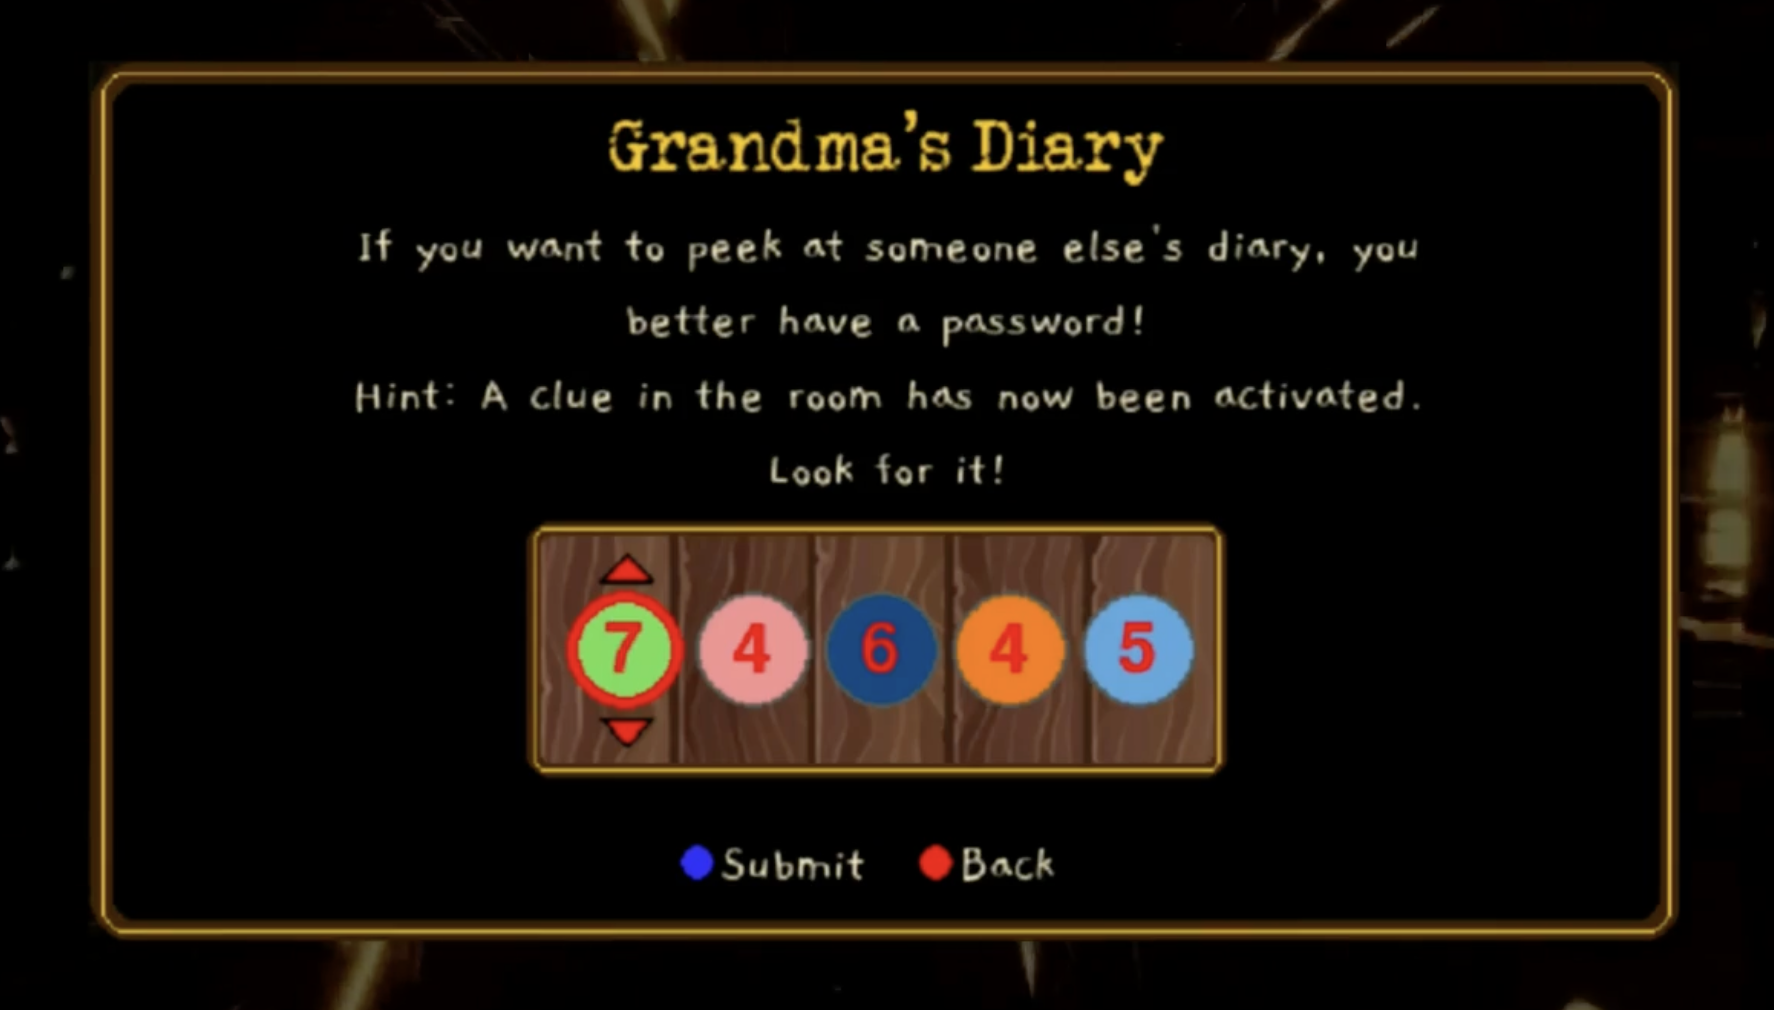 Grandma's Diary
If you want to peek at someone else's diary, you
better have a password!
Hint: A clue in the room has now been activated.
Look for it!
7 4 6 4 5
Submit Back